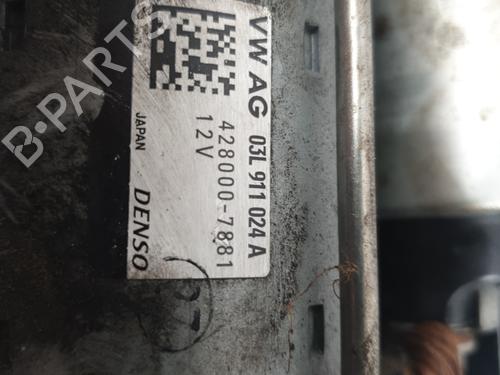 VW AG
03L 911 024 A
428000-7881
12V
JAPAN
DENSO
B-PARTS